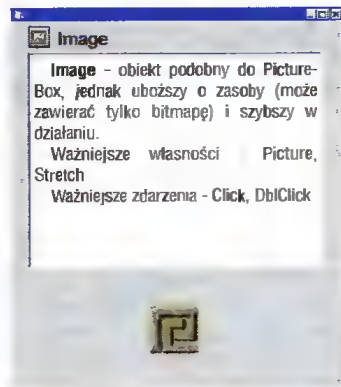 Image
Image - obiekt podobny do Picture-
Box, jednak uboższy o zasoby (może
zawierać tylko bitmapę) i szybszy w
działaniu.
Ważniejsze własności Picture,
Stretch
Ważniejsze zdarzenia - Click, DblClick